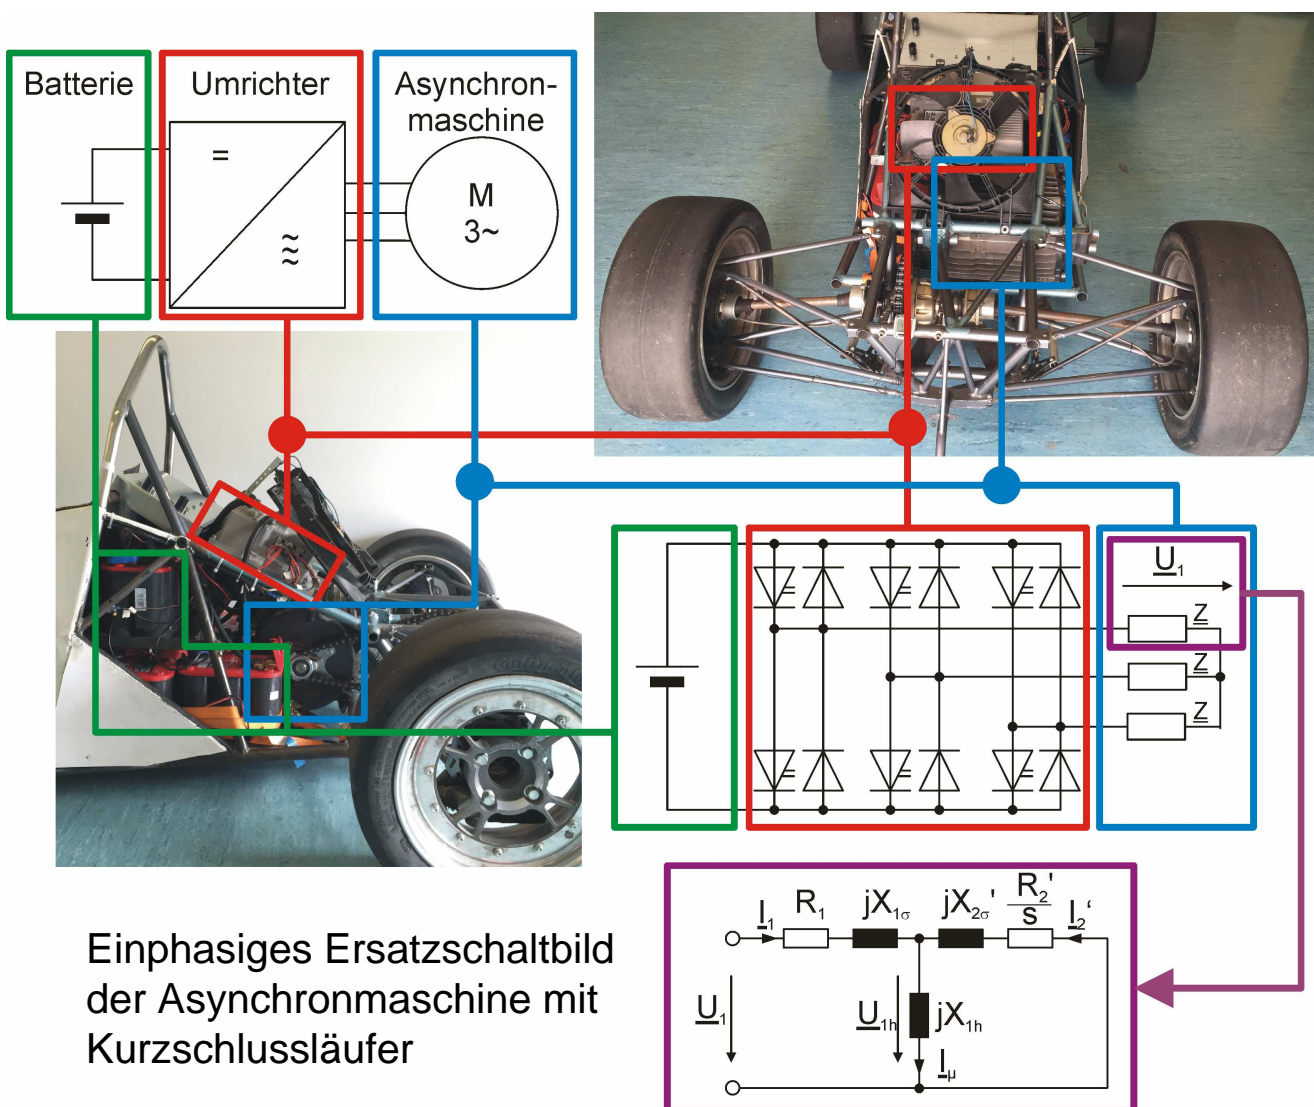 Batterie
Umrichter
Asynchron-
maschine
=
≈
~
M
3~
U₁
Z
Z
Z
I₁
R₁
jX₁σ
jX₂σ'
R₂'
s
I₂‘
U₁
U₁h
jX₁h
Iμ
Einphasiges Ersatzschaltbild
der Asynchronmaschine mit
Kurzschlussläufer